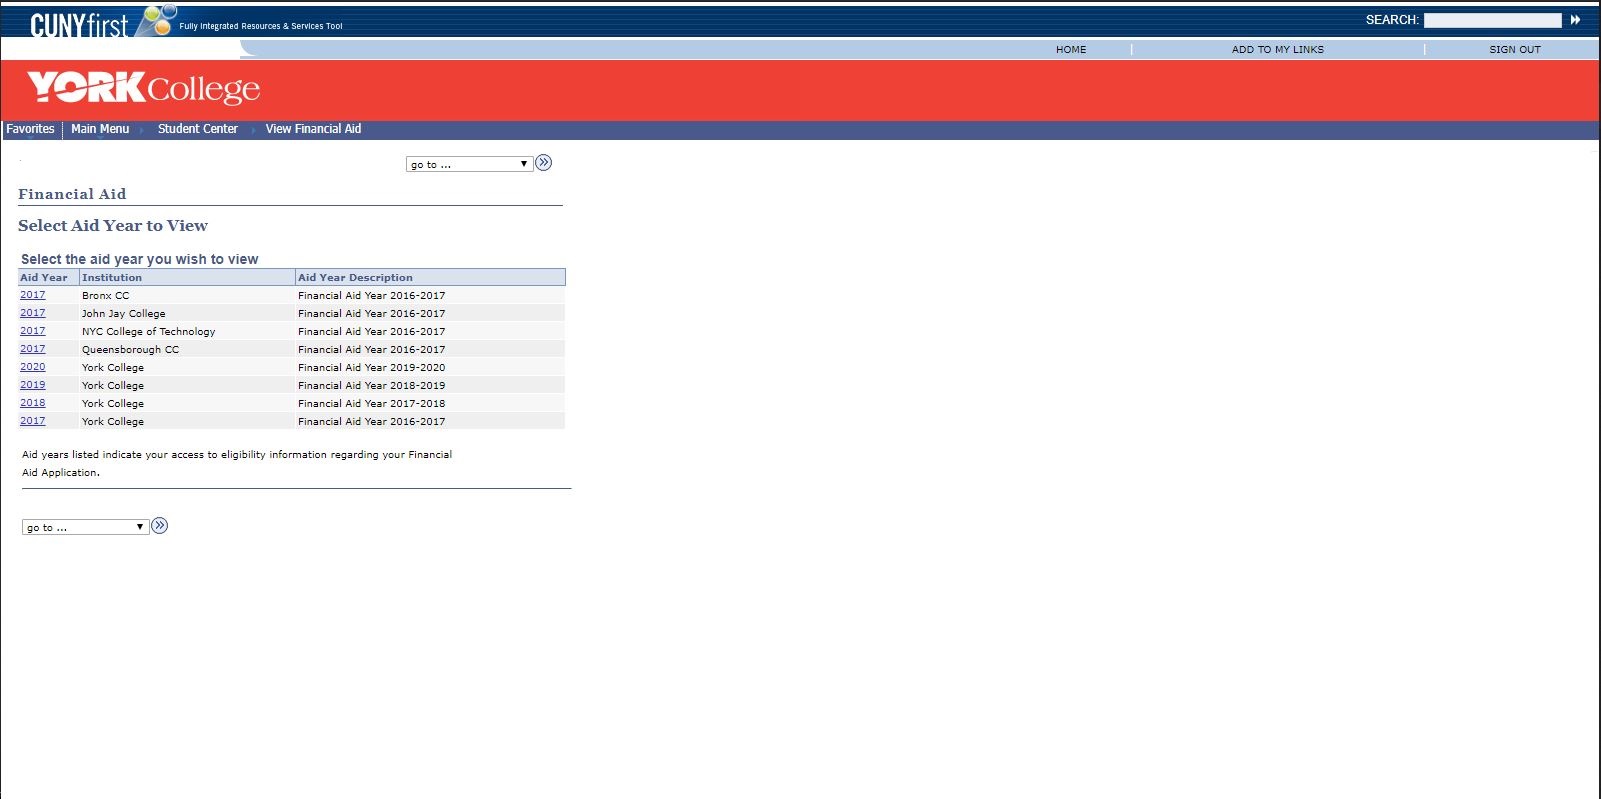 CUNYfirst Fully Integrated Resources & Services Tool SEARCH:
HOME ADD TO MY LINKS SIGN OUT
YORK College
Favorites Main Menu Student Center View Financial Aid
go to ...
Financial Aid
Select Aid Year to View
Select the aid year you wish to view
Aid Year Institution Aid Year Description
2017 Bronx CC Financial Aid Year 2016-2017
2017 John Jay College Financial Aid Year 2016-2017
2017 NYC College of Technology Financial Aid Year 2016-2017
2017 Queensborough CC Financial Aid Year 2016-2017
2020 York College Financial Aid Year 2019-2020
2019 York College Financial Aid Year 2018-2019
2018 York College Financial Aid Year 2017-2018
2017 York College Financial Aid Year 2016-2017
Aid years listed indicate your access to eligibility information regarding your Financial
Aid Application.
go to ...